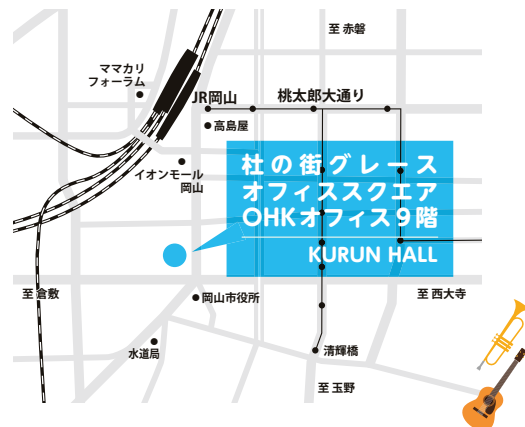 至 赤磐
ママカリ
フォーラム
JR岡山
桃太郎大通り
高島屋
イオンモール
岡山
杜の街グレース
オフィススクエア
OHKオフィス9階
KURUN HALL
至 倉敷
岡山市役所
至 西大寺
水道局
清輝橋
至 玉野